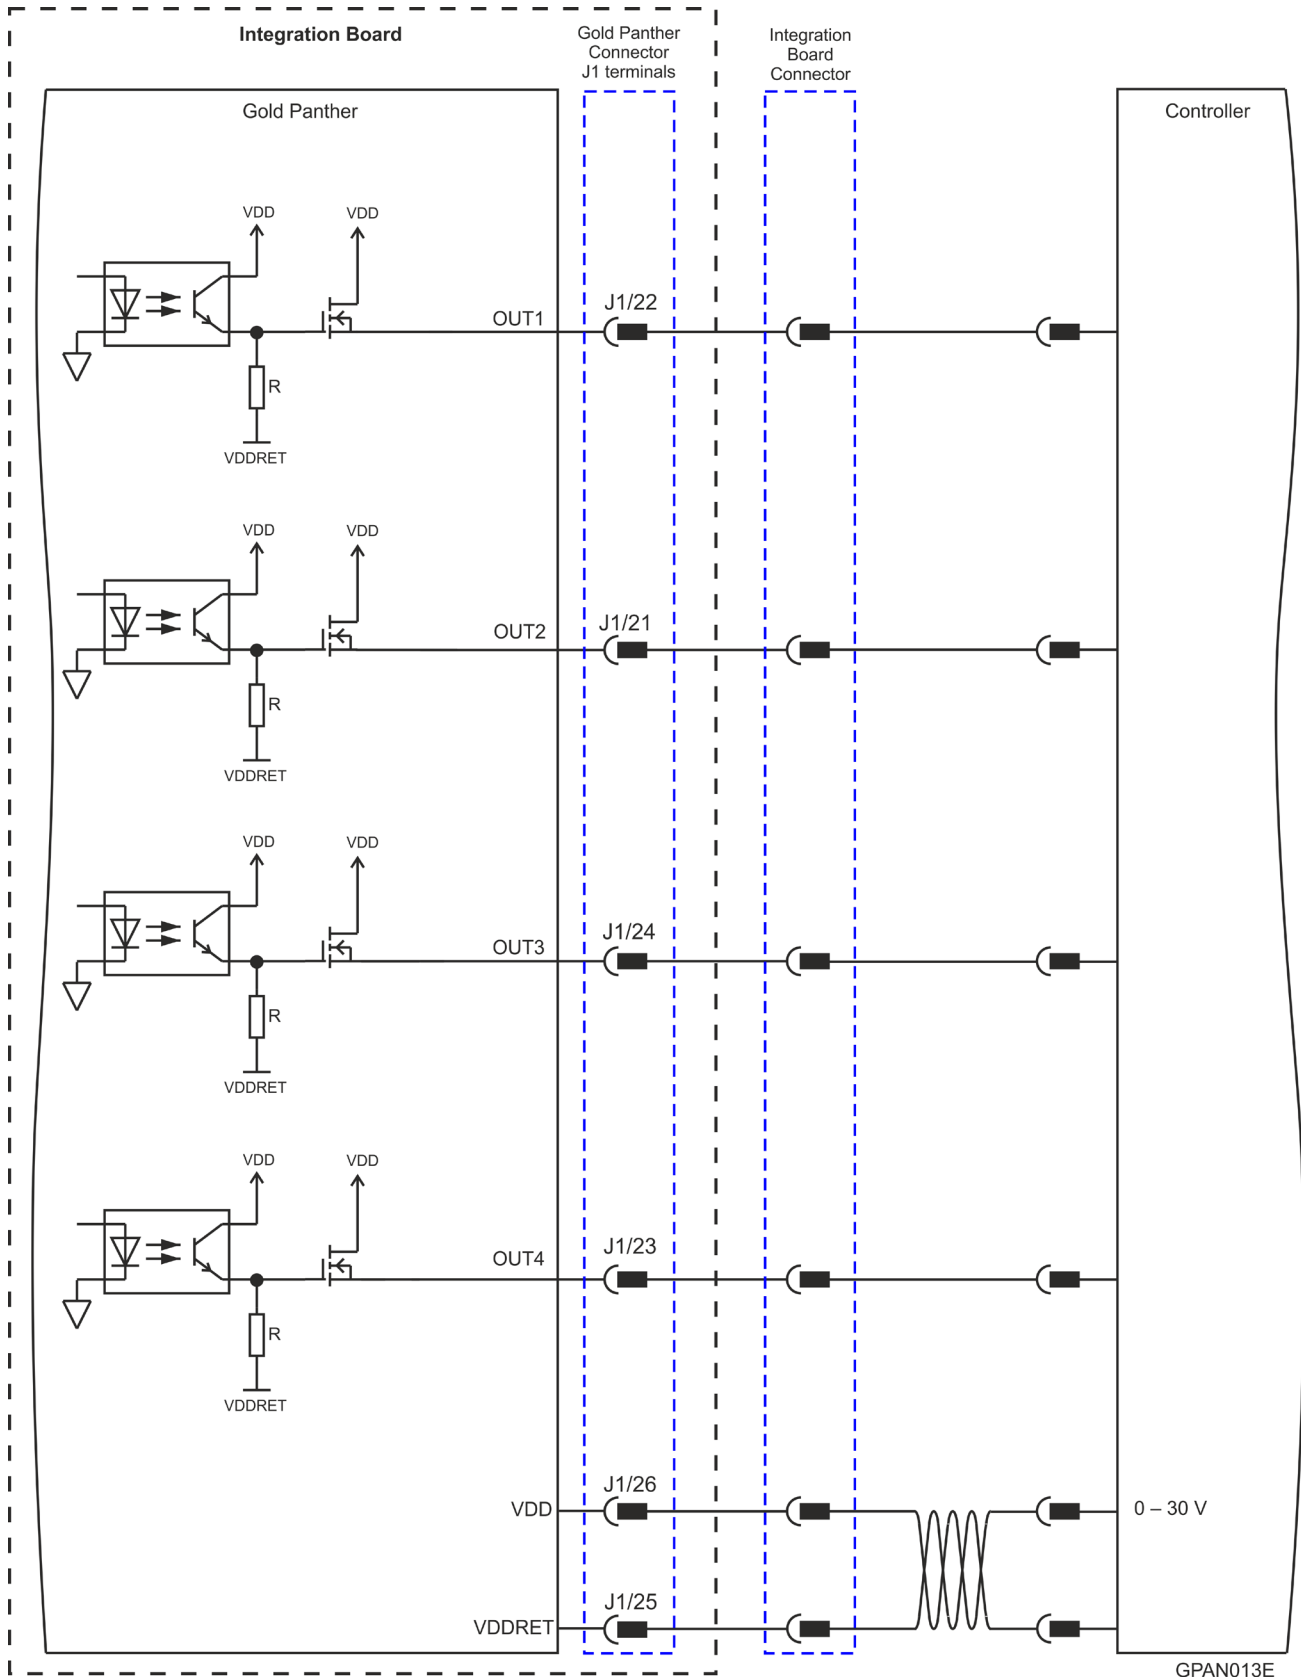 Integration Board
Gold Panther
Connector
J1 terminals
Integration
Board
Connector
Gold Panther
Controller
VDD
VDD
OUT1
J1/22
R
VDDRET
VDD
VDD
OUT2
J1/21
R
VDDRET
VDD
VDD
OUT3
J1/24
R
VDDRET
VDD
VDD
OUT4
J1/23
R
VDDRET
VDD
J1/26
0 – 30 V
VDDRET
J1/25
GPAN013E